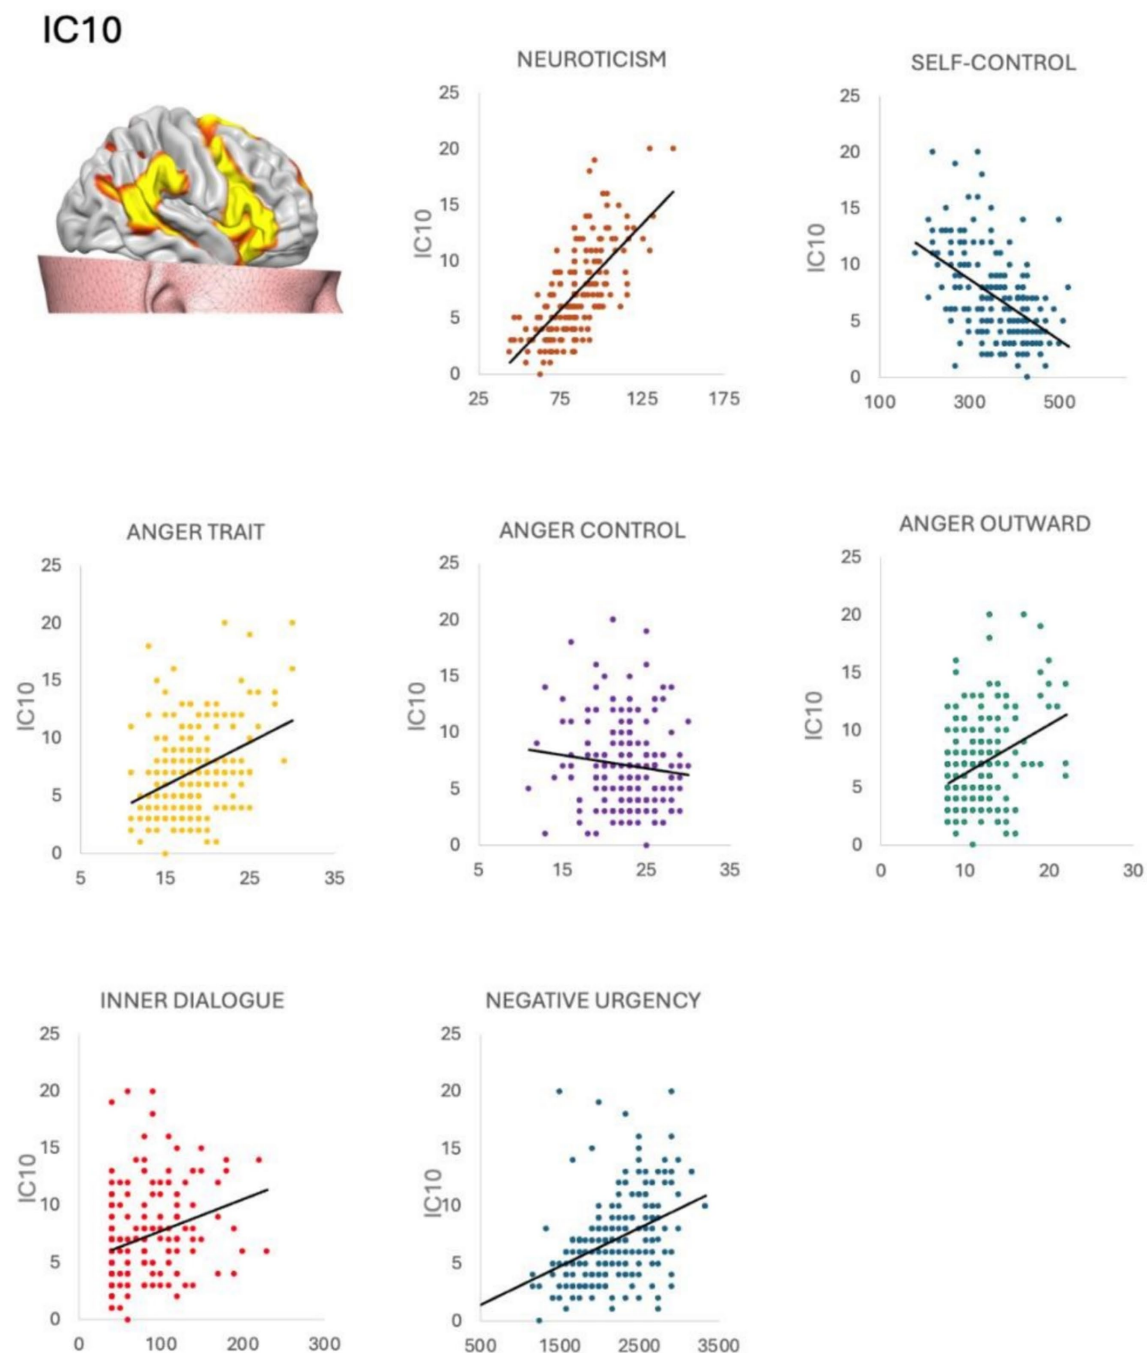 IC10
NEUROTICISM
25
20
15
10
5
0
IC10
25 75 125 175
SELF-CONTROL
25
20
15
10
5
0
IC10
100 300 500
ANGER TRAIT
25
20
15
10
5
0
IC10
5 15 25 35
ANGER CONTROL
25
20
15
10
5
0
IC10
5 15 25 35
ANGER OUTWARD
25
20
15
10
5
0
IC10
0 10 20 30
INNER DIALOGUE
25
20
15
10
5
0
IC10
0 100 200 300
NEGATIVE URGENCY
25
20
15
10
5
0
IC10
500 1500 2500 3500